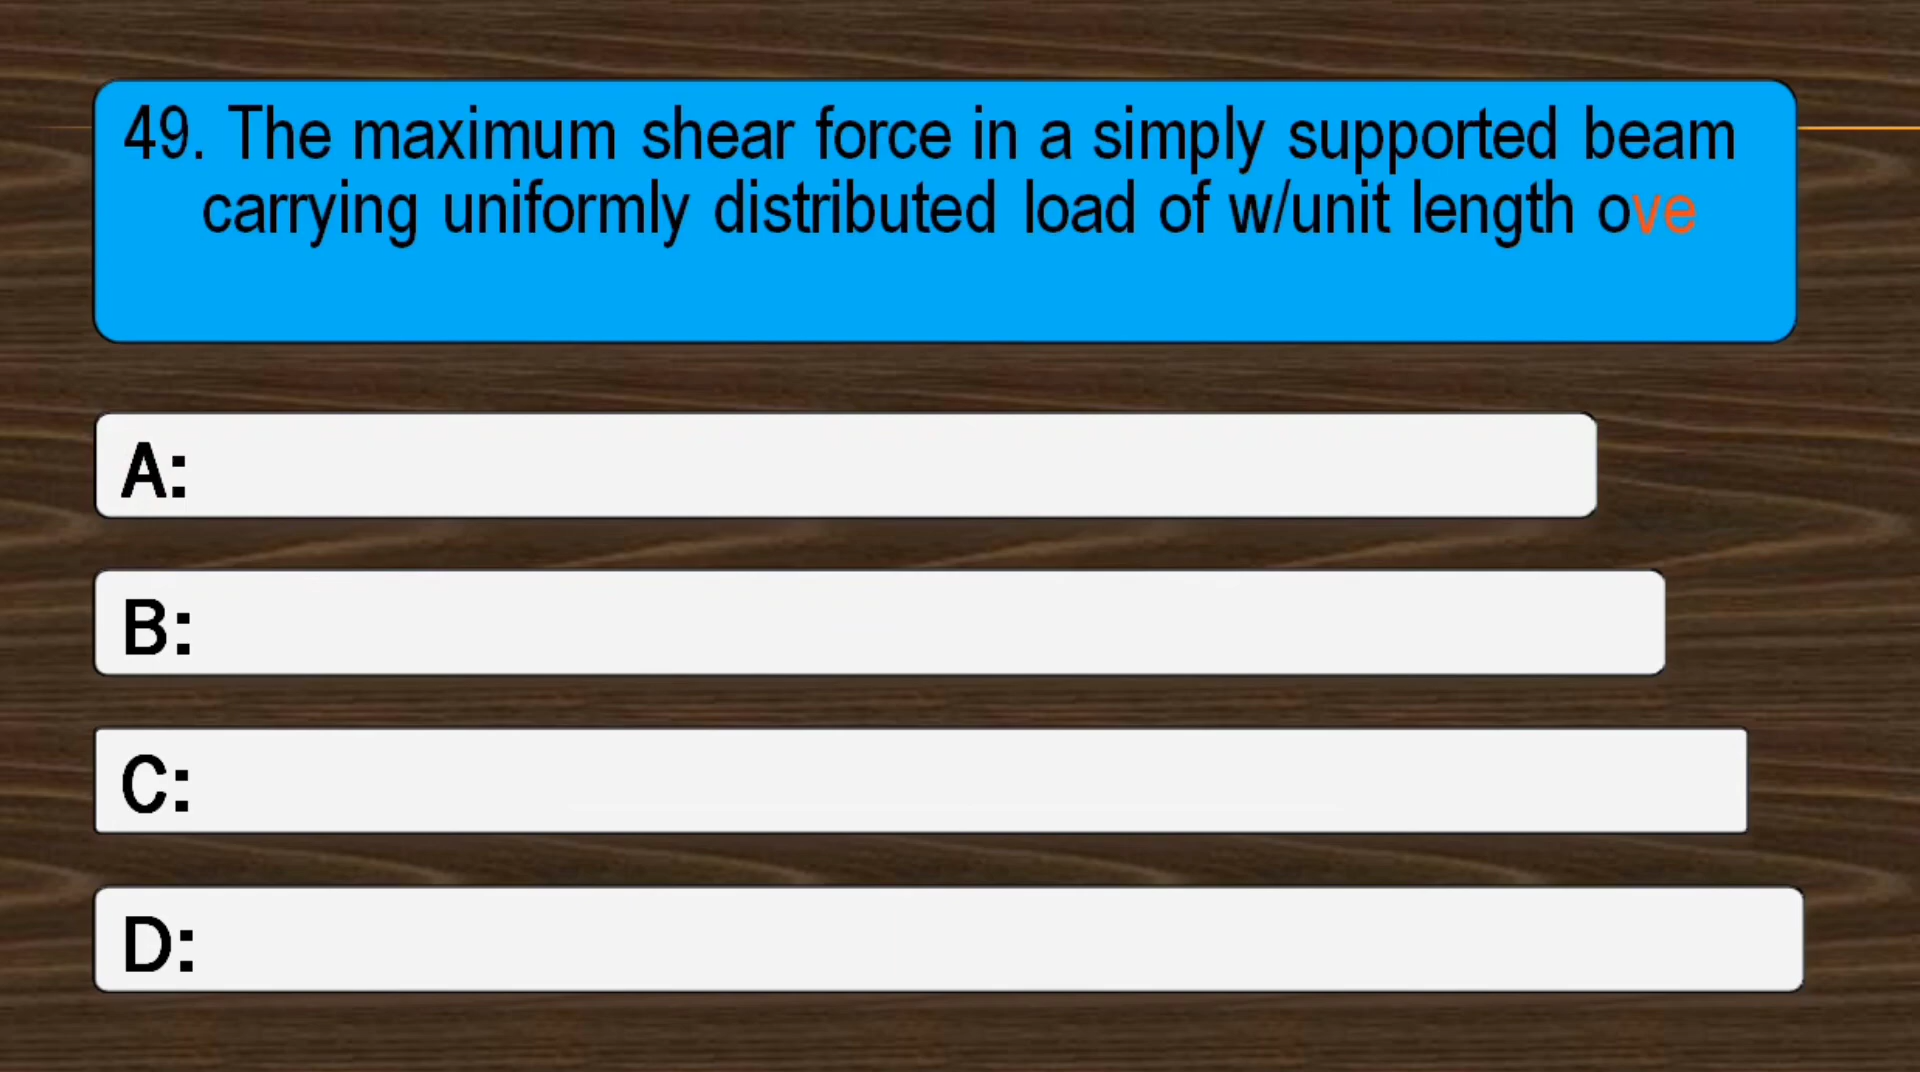 49. The maximum shear force in a simply supported beam
carrying uniformly distributed load of w/unit length ove
A:
B:
C:
D: